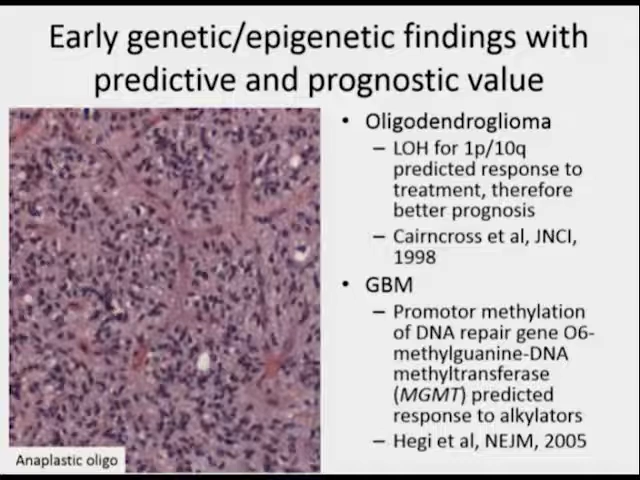 Early genetic/epigenetic findings with
predictive and prognostic value
• Oligodendroglioma
– LOH for 1p/10q
predicted response to
treatment, therefore
better prognosis
– Cairncross et al, JNCI,
1998
• GBM
– Promotor methylation
of DNA repair gene O6-
methylguanine-DNA
methyltransferase
(MGMT) predicted
response to alkylators
– Hegi et al, NEJM, 2005
Anaplastic oligo